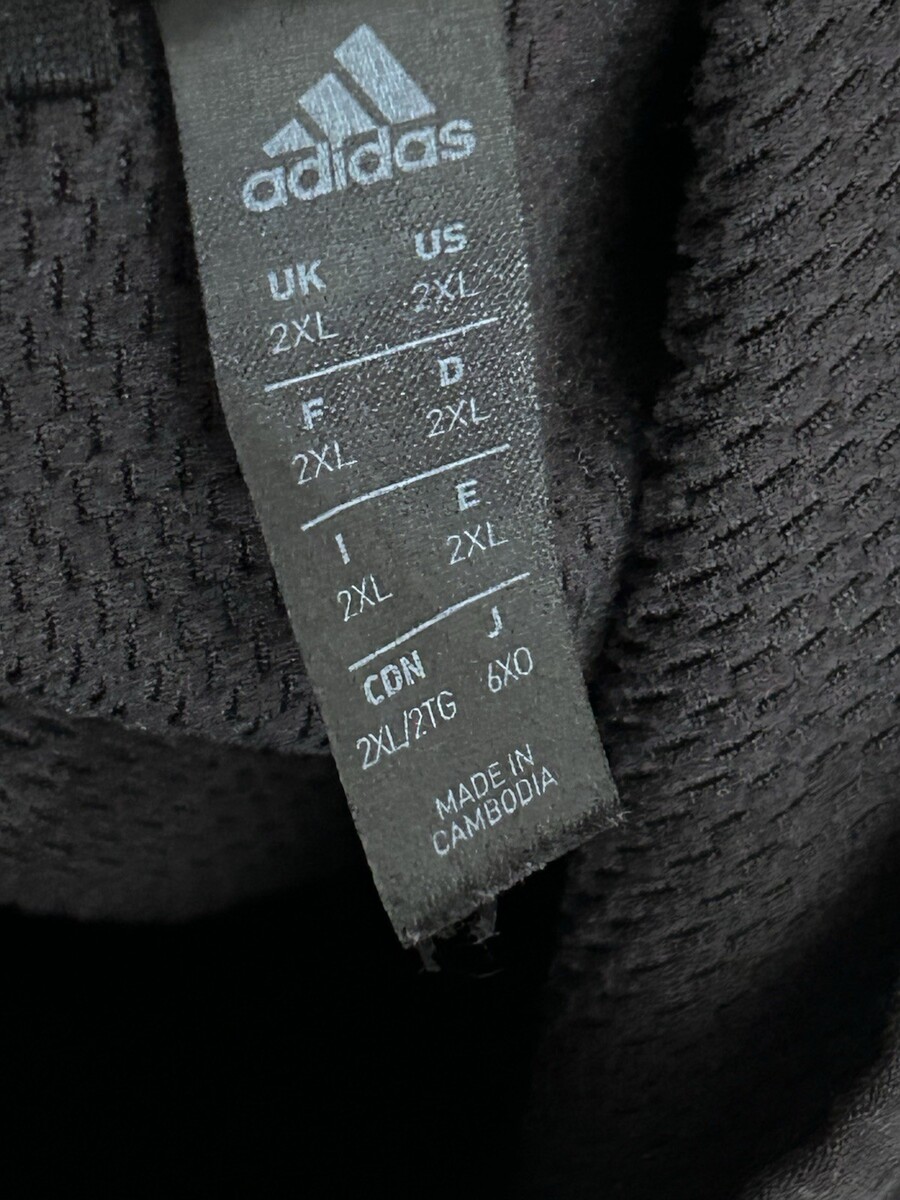 adidas
UK US
2XL 2XL
F D
2XL 2XL
I E
2XL 2XL
CDN J
2XL/2TG 6XO
MADE IN
CAMBODIA